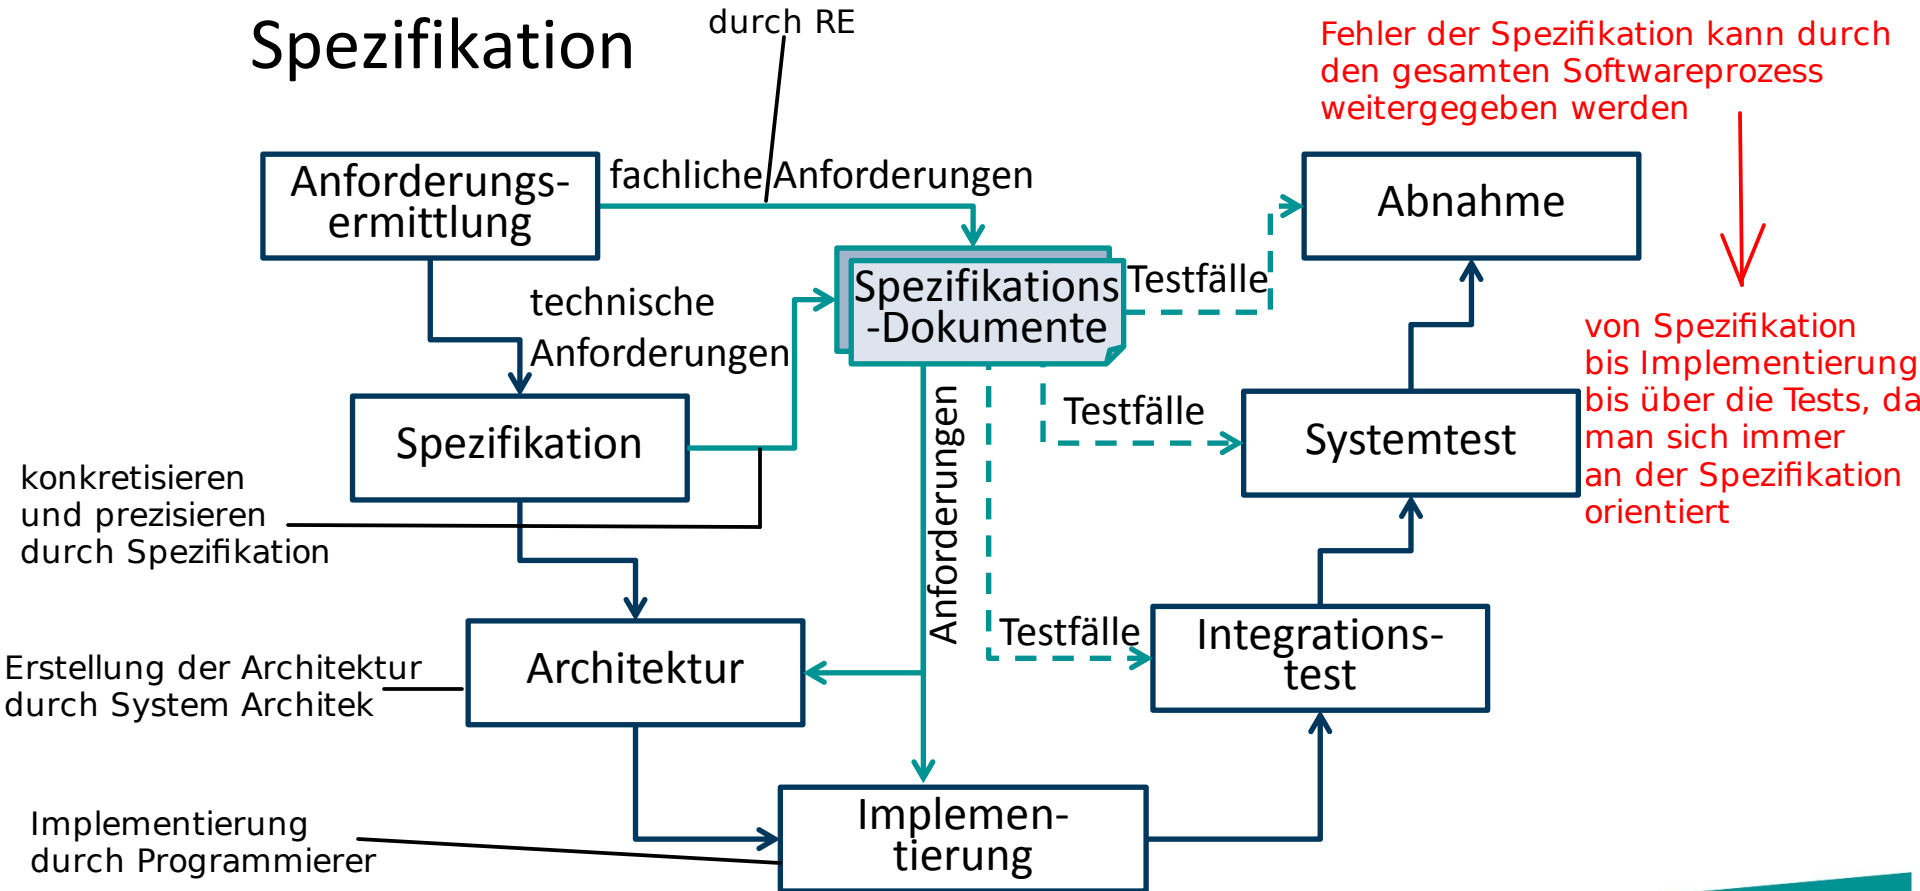 Spezifikation
durch RE
Fehler der Spezifikation kann durch
den gesamten Softwareprozess
weitergegeben werden
Anforderungs-
ermittlung
fachliche Anforderungen
Abnahme
Spezifikations
-Dokumente
Testfälle
technische
Anforderungen
von Spezifikation
bis Implementierung
bis über die Tests, da
man sich immer
an der Spezifikation
orientiert
Spezifikation
Anforderungen
Testfälle
Systemtest
konkretisieren
und prezisieren
durch Spezifikation
Erstellung der Architektur
durch System Architek
Architektur
Testfälle
Integrations-
test
Implementierung
durch Programmierer
Implemen-
tierung